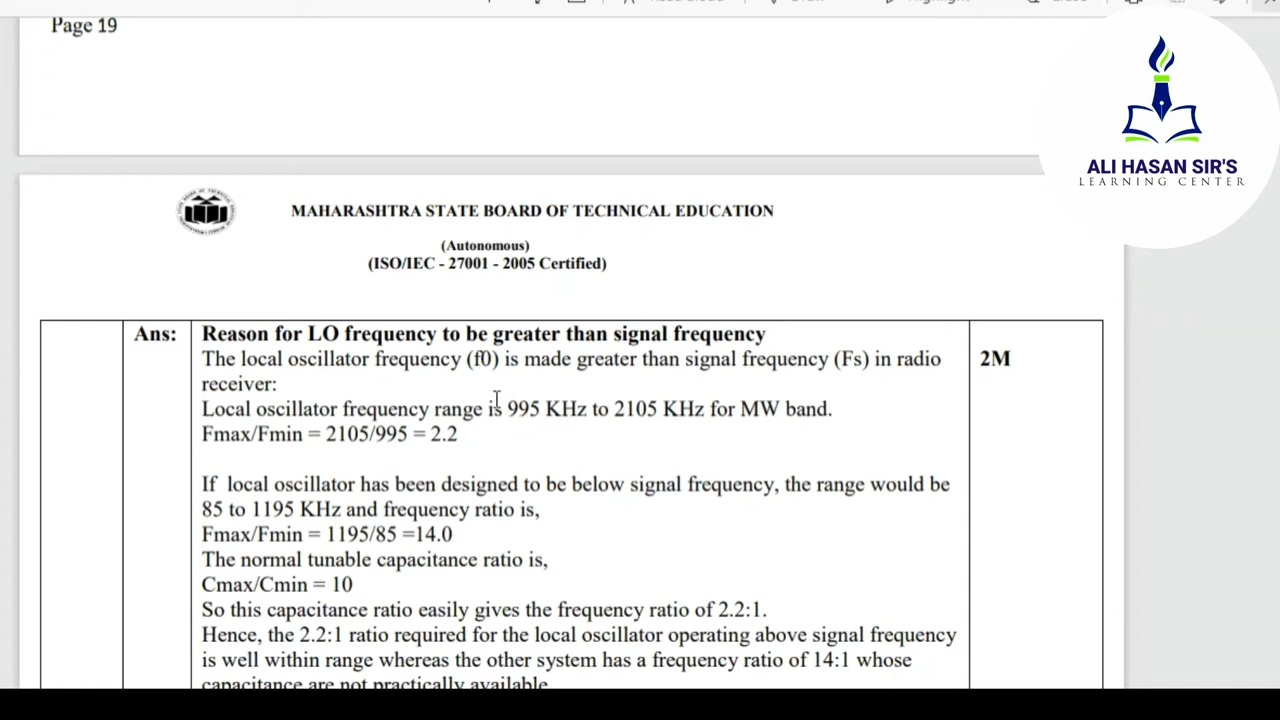 Page 19
ALI HASAN SIR'S
LEARNING CENTER
MAHARASHTRA STATE BOARD OF TECHNICAL EDUCATION
(Autonomous)
(ISO/IEC - 27001 - 2005 Certified)
Ans:
Reason for LO frequency to be greater than signal frequency
2M
The local oscillator frequency (f0) is made greater than signal frequency (Fs) in radio
receiver:
Local oscillator frequency range is 995 KHz to 2105 KHz for MW band.
Fmax/Fmin = 2105/995 = 2.2
If local oscillator has been designed to be below signal frequency, the range would be
85 to 1195 KHz and frequency ratio is,
Fmax/Fmin = 1195/85 =14.0
The normal tunable capacitance ratio is,
Cmax/Cmin = 10
So this capacitance ratio easily gives the frequency ratio of 2.2:1.
Hence, the 2.2:1 ratio required for the local oscillator operating above signal frequency
is well within range whereas the other system has a frequency ratio of 14:1 whose
capacitance are not practically available